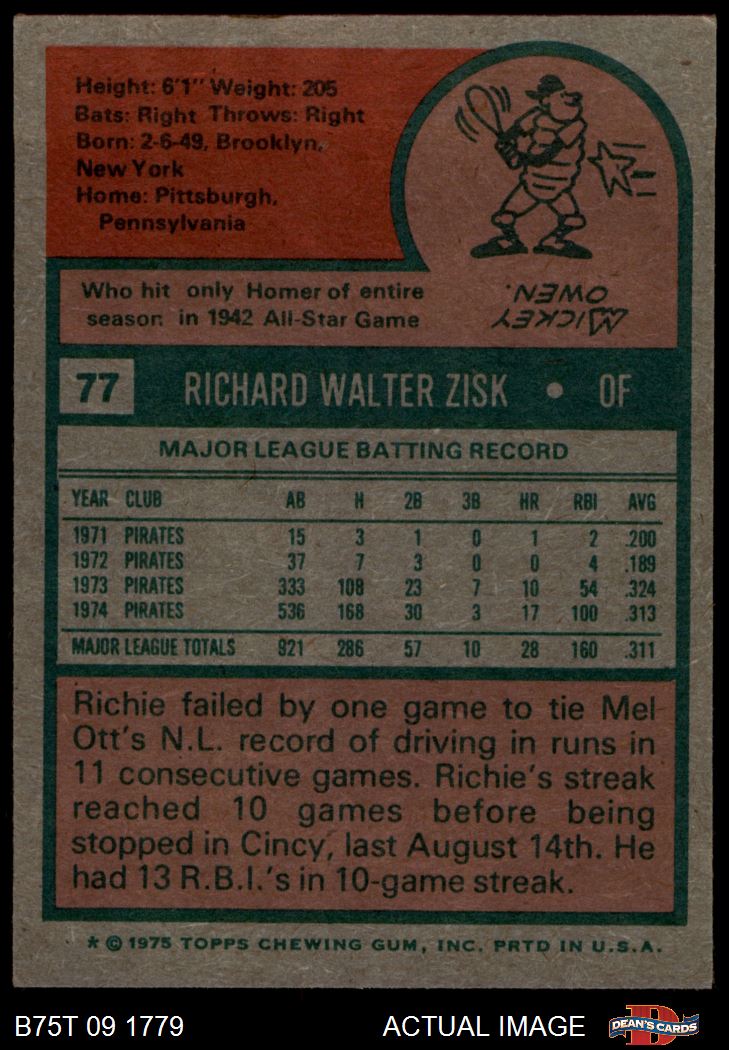 Height: 6'1" Weight: 205
Bats: Right Throws: Right
Born: 2-6-49, Brooklyn,
New York
Home: Pittsburgh,
Pennsylvania
Who hit only Homer of entire
season in 1942 All-Star Game
MICKEY
OWEN.
77 RICHARD WALTER ZISK • OF
MAJOR LEAGUE BATTING RECORD
YEAR CLUB AB H 2B 3B HR RBI AVG
1971 PIRATES 15 3 1 0 1 2 .200
1972 PIRATES 37 7 3 0 0 4 .189
1973 PIRATES 333 108 23 7 10 54 .324
1974 PIRATES 536 168 30 3 17 100 .313
MAJOR LEAGUE TOTALS 921 286 57 10 28 160 .311
Richie failed by one game to tie Mel
Ott's N.L. record of driving in runs in
11 consecutive games. Richie's streak
reached 10 games before being
stopped in Cincy, last August 14th. He
had 13 R.B.I.'s in 10-game streak.
* © 1975 TOPPS CHEWING GUM, INC. PRTD IN U.S.A.
B75T 09 1779 ACTUAL IMAGE DEAN'S CARDS